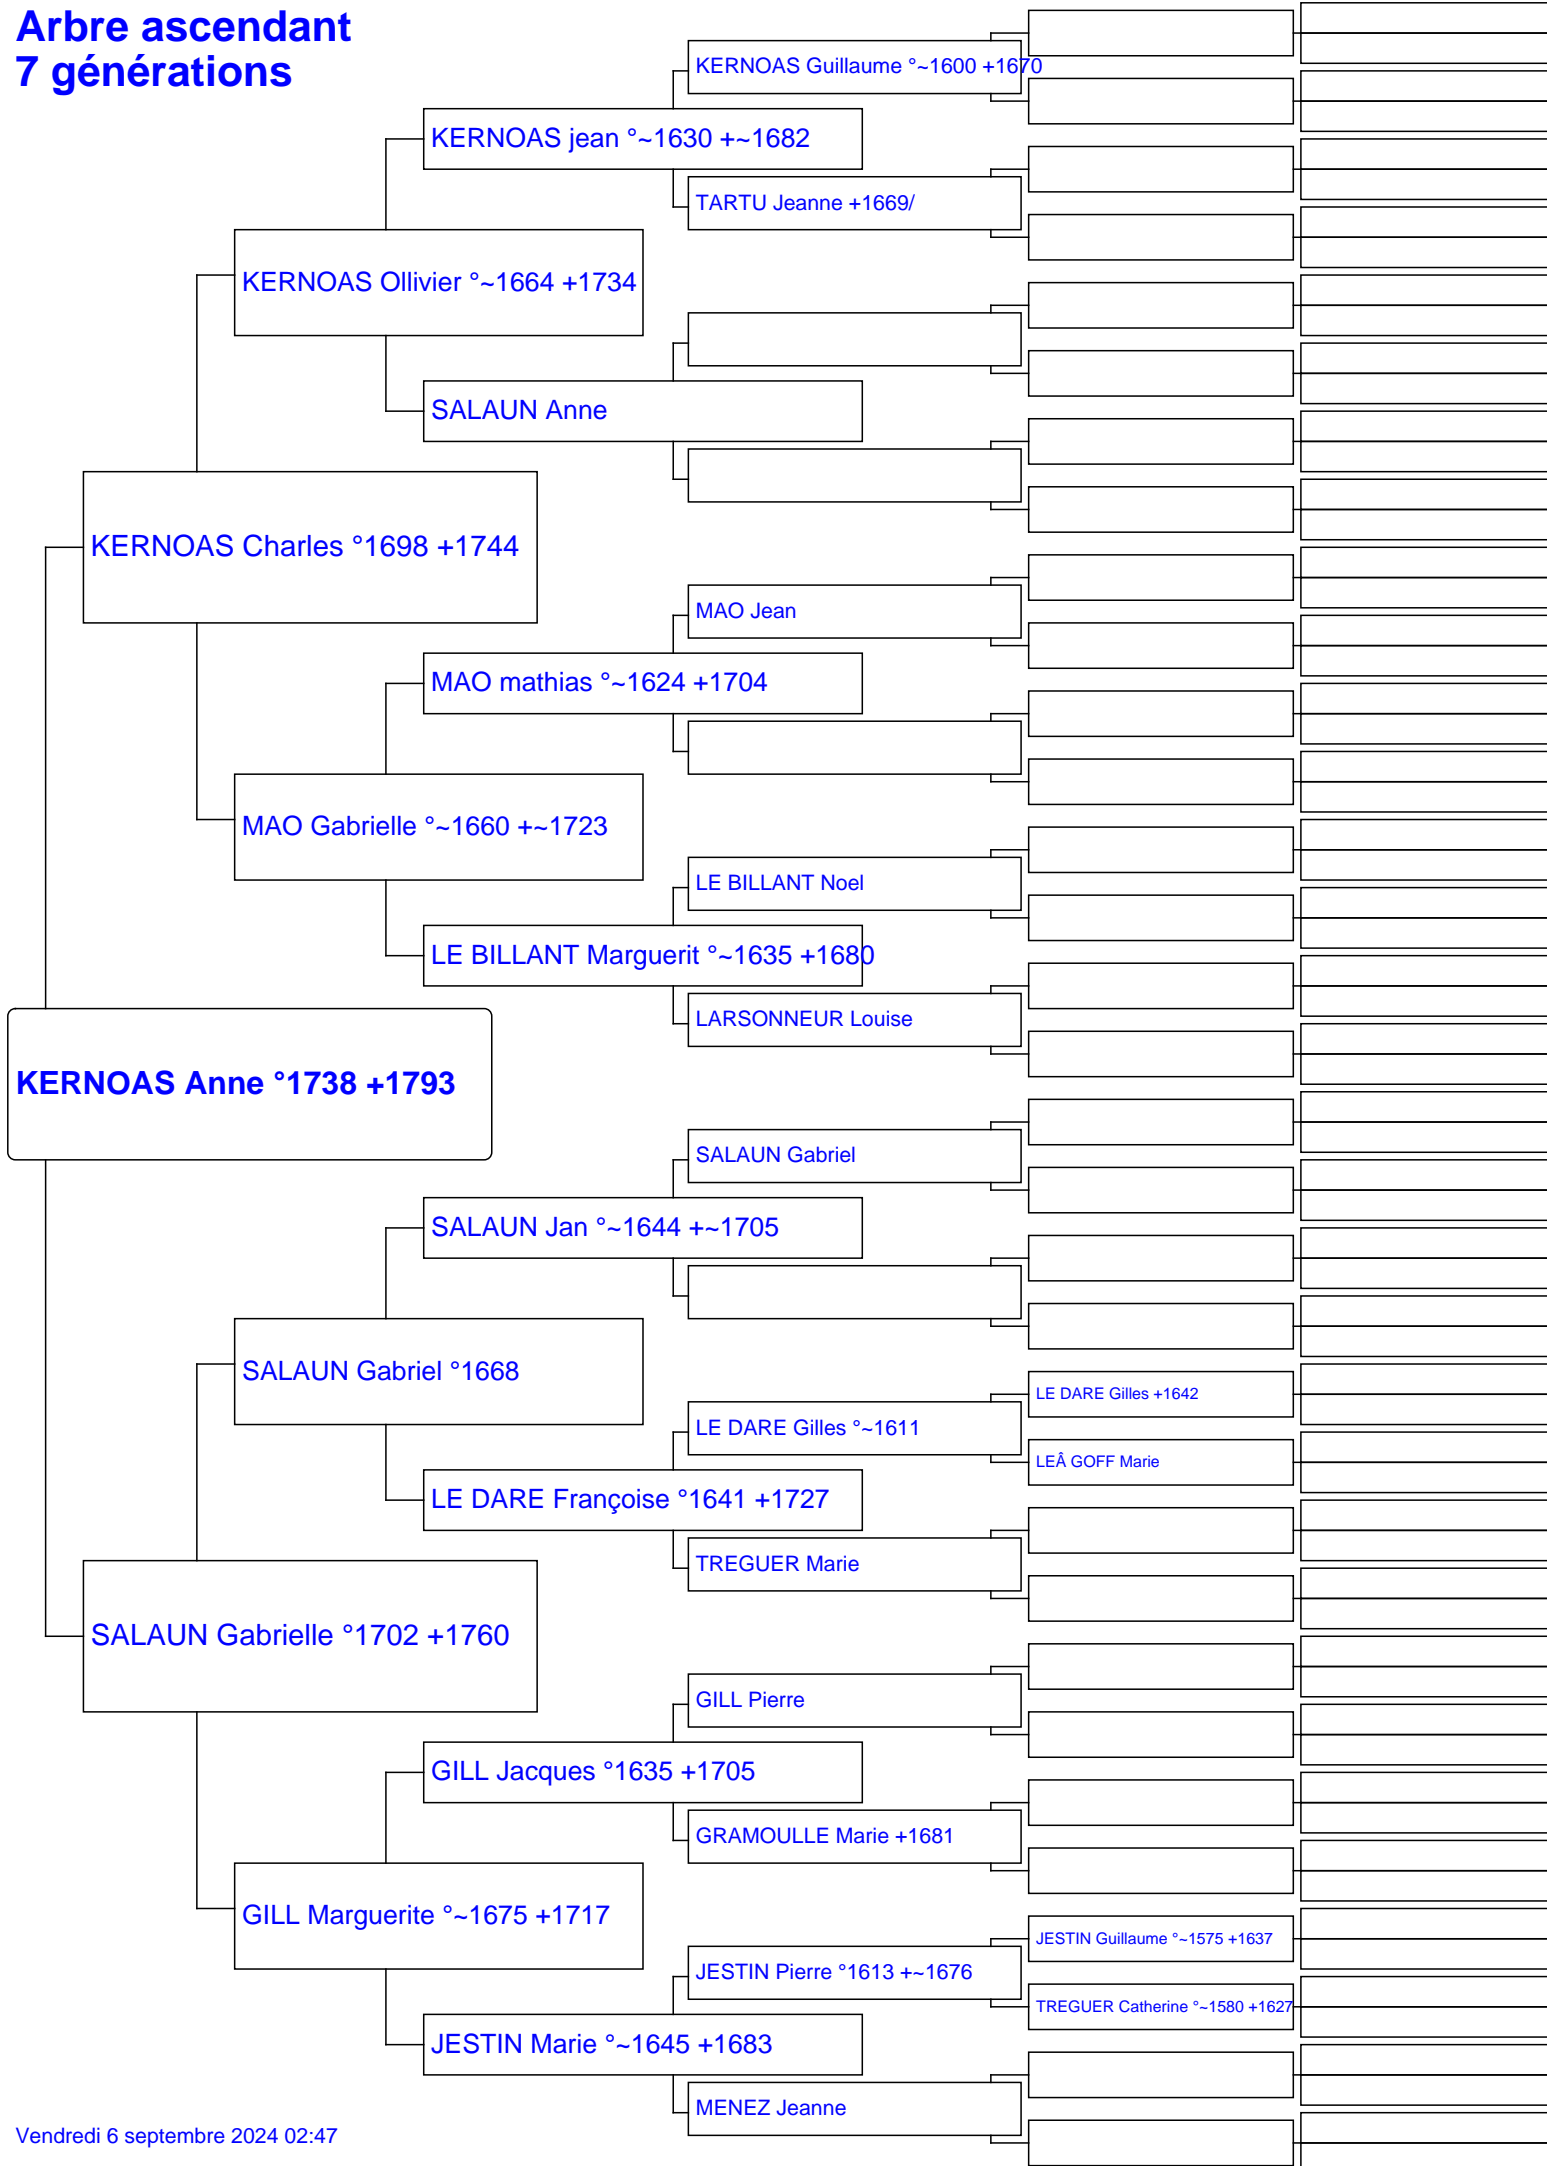 Arbre ascendant
7 générations
KERNOAS Guillaume °~1600 +1670
KERNOAS jean °~1630 +~1682
TARTU Jeanne +1669/
KERNOAS Ollivier °~1664 +1734
SALAUN Anne
KERNOAS Charles °1698 +1744
MAO Jean
MAO mathias °~1624 +1704
MAO Gabrielle °~1660 +~1723
LE BILLANT Noel
LE BILLANT Marguerit °~1635 +1680
LARSONNEUR Louise
KERNOAS Anne °1738 +1793
SALAUN Gabriel
SALAUN Jan °~1644 +~1705
SALAUN Gabriel °1668
LE DARE Gilles +1642
LE DARE Gilles °~1611
LEÂ GOFF Marie
LE DARE Françoise °1641 +1727
TREGUER Marie
SALAUN Gabrielle °1702 +1760
GILL Pierre
GILL Jacques °1635 +1705
GRAMOULLE Marie +1681
GILL Marguerite °~1675 +1717
JESTIN Guillaume °~1575 +1637
JESTIN Pierre °1613 +~1676
TREGUER Catherine °~1580 +1627
JESTIN Marie °~1645 +1683
MENEZ Jeanne
Vendredi 6 septembre 2024 02:47